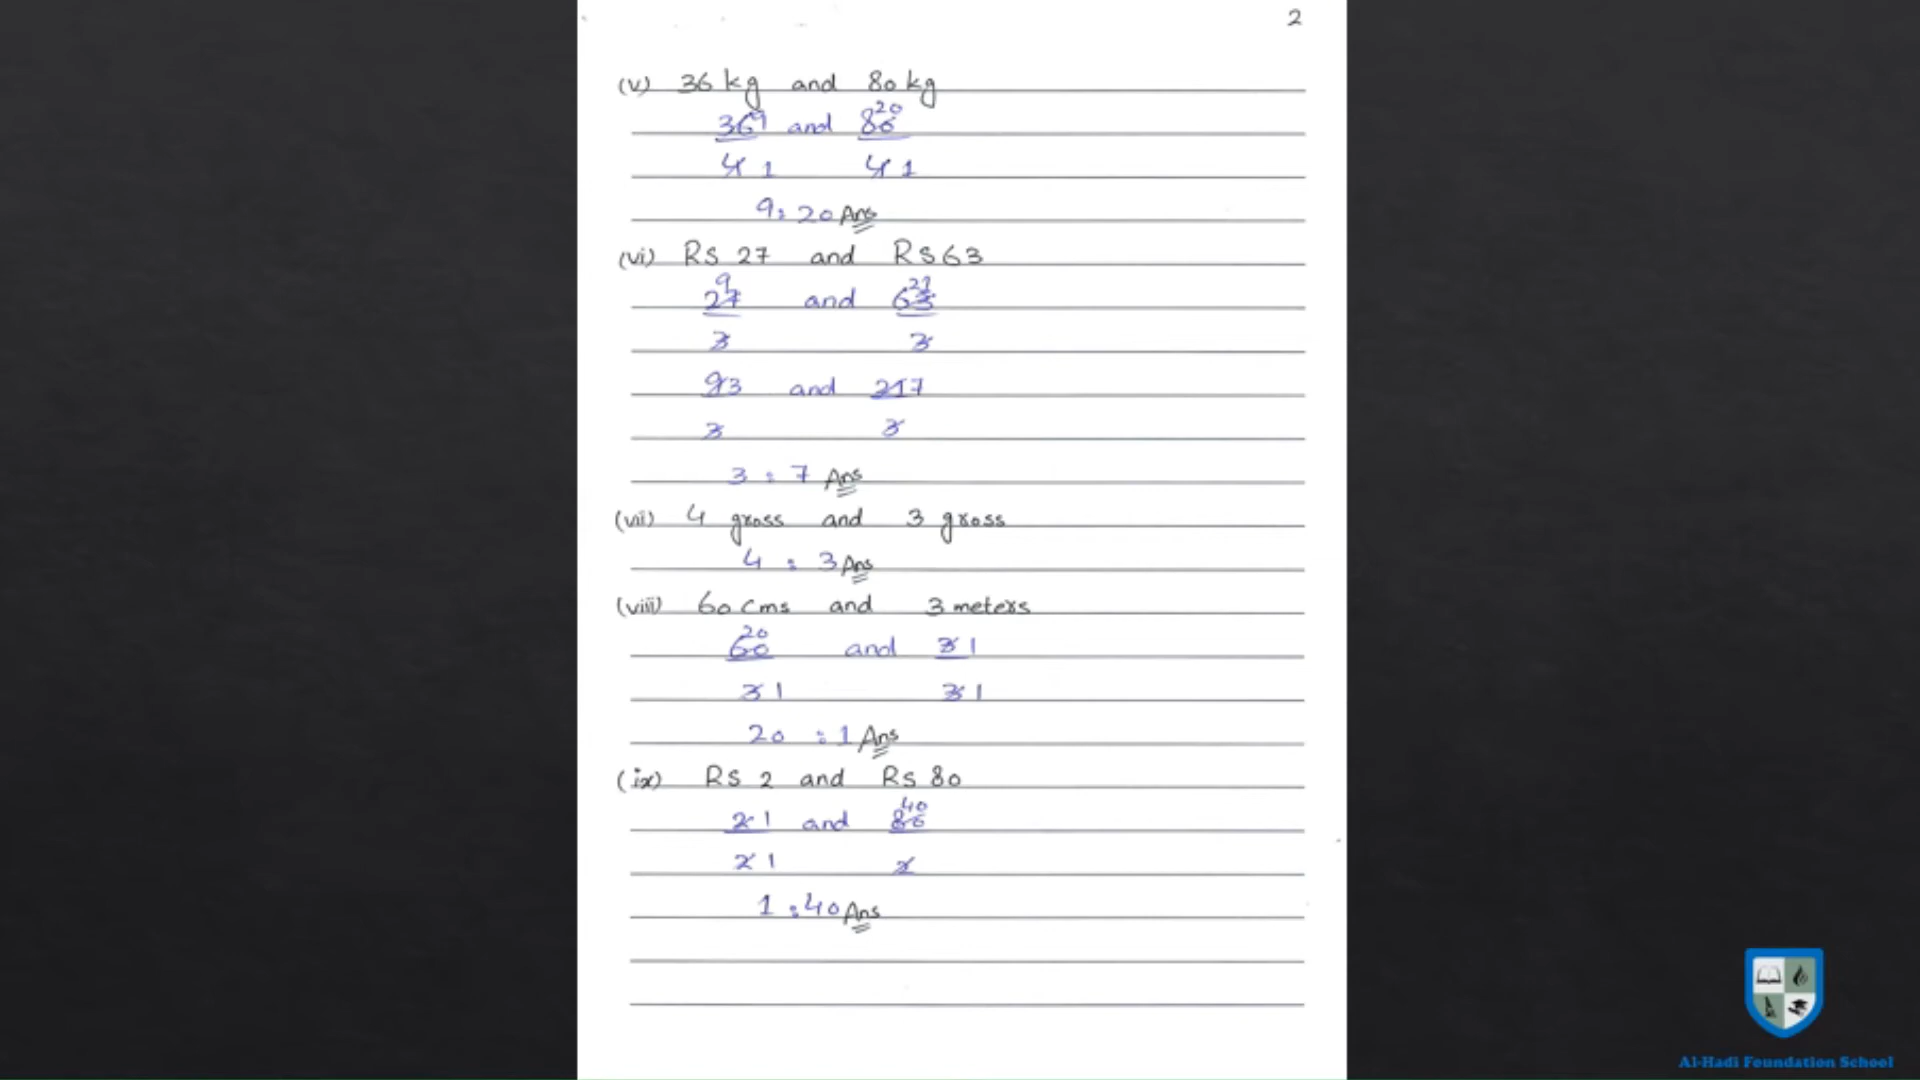 2
(v) 36 kg and 80 kg
36 9 and 80 20
4 1 4 1
9 : 20 Ans
(vi) RS 27 and RS 63
27 9 and 63 21
3 3
9 3 and 21 7
3 3
3 : 7 Ans
(vii) 4 gross and 3 gross
4 : 3 Ans
(viii) 60 Cms and 3 meters
60 20 and 3 1
3 1 3 1
20 : 1 Ans
(ix) RS 2 and RS 80
2 1 and 80 40
2 1 2
1 : 40 Ans
Al-Hadi Foundation School